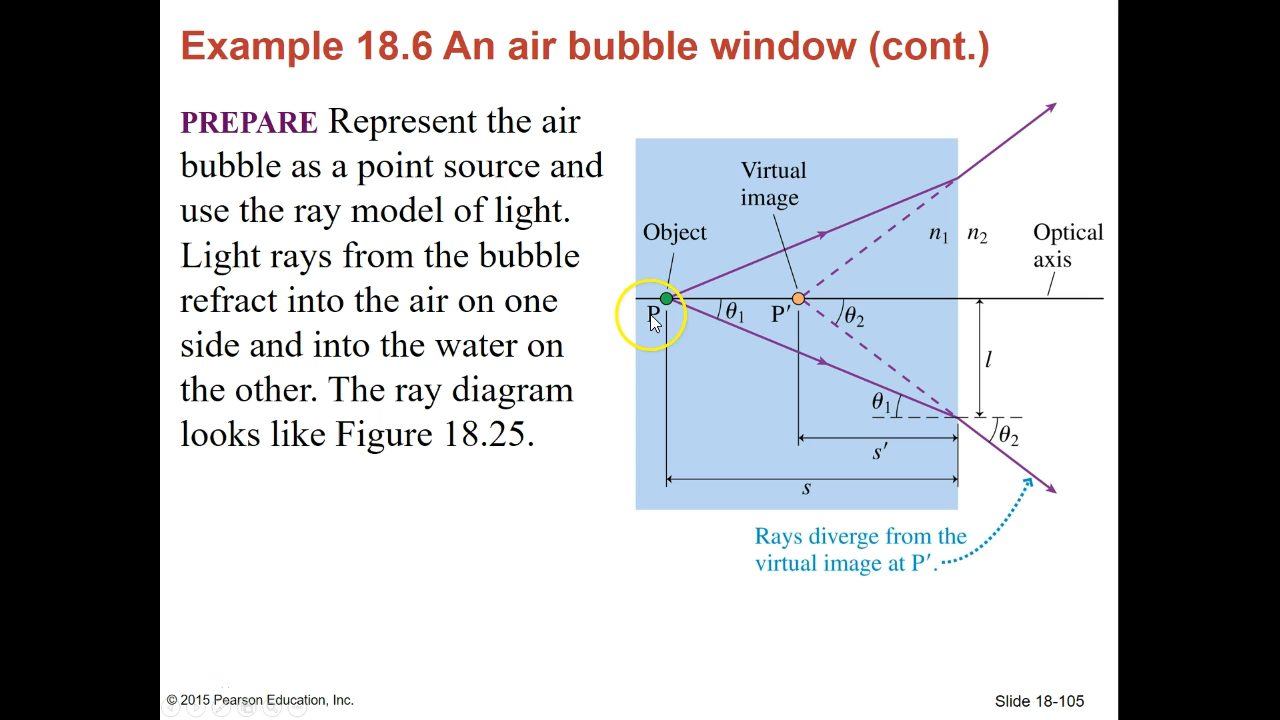 Example 18.6 An air bubble window (cont.)
PREPARE Represent the air
bubble as a point source and
use the ray model of light.
Light rays from the bubble
refract into the air on one
side and into the water on
the other. The ray diagram
looks like Figure 18.25.
Virtual
image
Object
n₁ n₂
Optical
axis
P θ₁ P′ θ₂
l
θ₁
θ₂
s′
s
Rays diverge from the
virtual image at P′.
© 2015 Pearson Education, Inc.
Slide 18-105